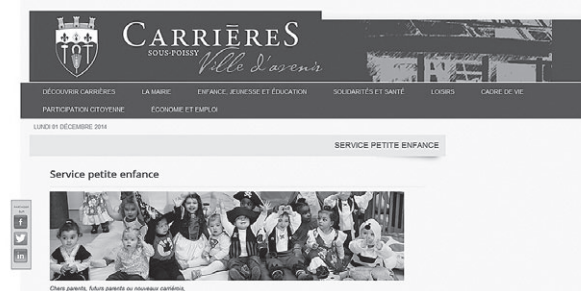 CARRIÈRES
SOUS-POISSY
Ville d'avenir
DÉCOUVRIR CARRIÈRES LA MAIRIE ENFANCE, JEUNESSE ET ÉDUCATION SOLIDARITÉS ET SANTÉ LOISIRS CADRE DE VIE
PARTICIPATION CITOYENNE ÉCONOMIE ET EMPLOI
LUNDI 01 DÉCEMBRE 2014
SERVICE PETITE ENFANCE
Service petite enfance
f
in
Chers parents, futurs parents ou nouveaux carriérois,